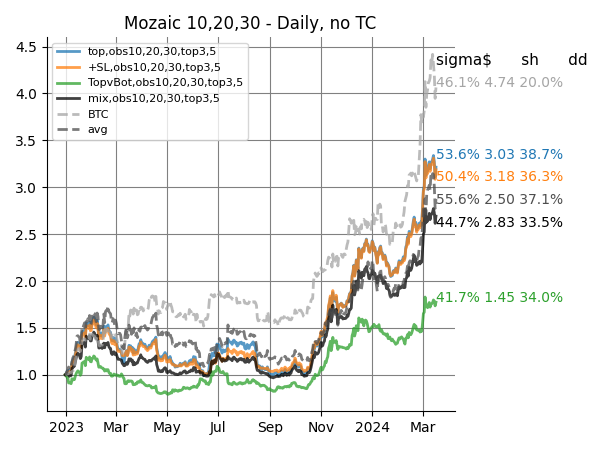 Mozaic 10,20,30 - Daily, no TC
top,obs10,20,30,top3,5
+SL,obs10,20,30,top3,5
TopvBot,obs10,20,30,top3,5
mix,obs10,20,30,top3,5
BTC
avg
sigma$ sh dd
46.1% 4.74 20.0%
53.6% 3.03 38.7%
50.4% 3.18 36.3%
55.6% 2.50 37.1%
44.7% 2.83 33.5%
41.7% 1.45 34.0%
4.5
4.0
3.5
3.0
2.5
2.0
1.5
1.0
2023 Mar May Jul Sep Nov 2024 Mar